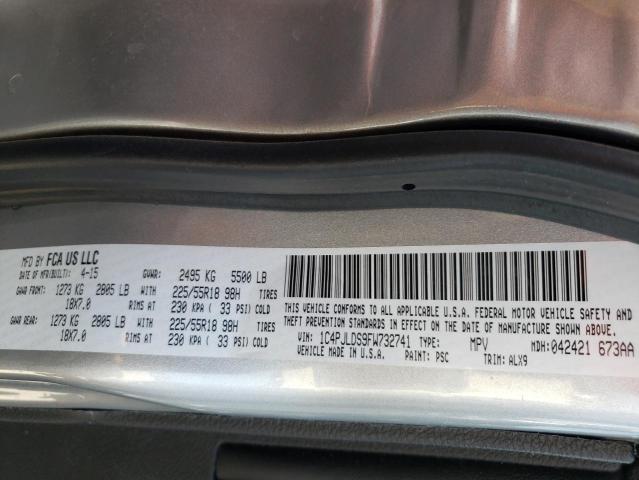 MFD BY FCA US LLC
DATE OF MFR(BUILT): 4-15 GVWR: 2495 KG 5500 LB
GAWR FRONT: 1273 KG 2805 LB WITH 225/55R18 98H TIRES
18X7.0 RIMS AT 230 KPA ( 33 PSI) COLD
GAWR REAR: 1273 KG 2805 LB WITH 225/55R18 98H TIRES
18X7.0 RIMS AT 230 KPA ( 33 PSI) COLD
THIS VEHICLE CONFORMS TO ALL APPLICABLE U.S.A. FEDERAL MOTOR VEHICLE SAFETY AND
THEFT PREVENTION STANDARDS IN EFFECT ON THE DATE OF MANUFACTURE SHOWN ABOVE.
VIN: 1C4PJLDS9FW732741 TYPE: MPV MDH: 042421 673AA
VEHICLE MADE IN U.S.A. PAINT: PSC TRIM: ALX9